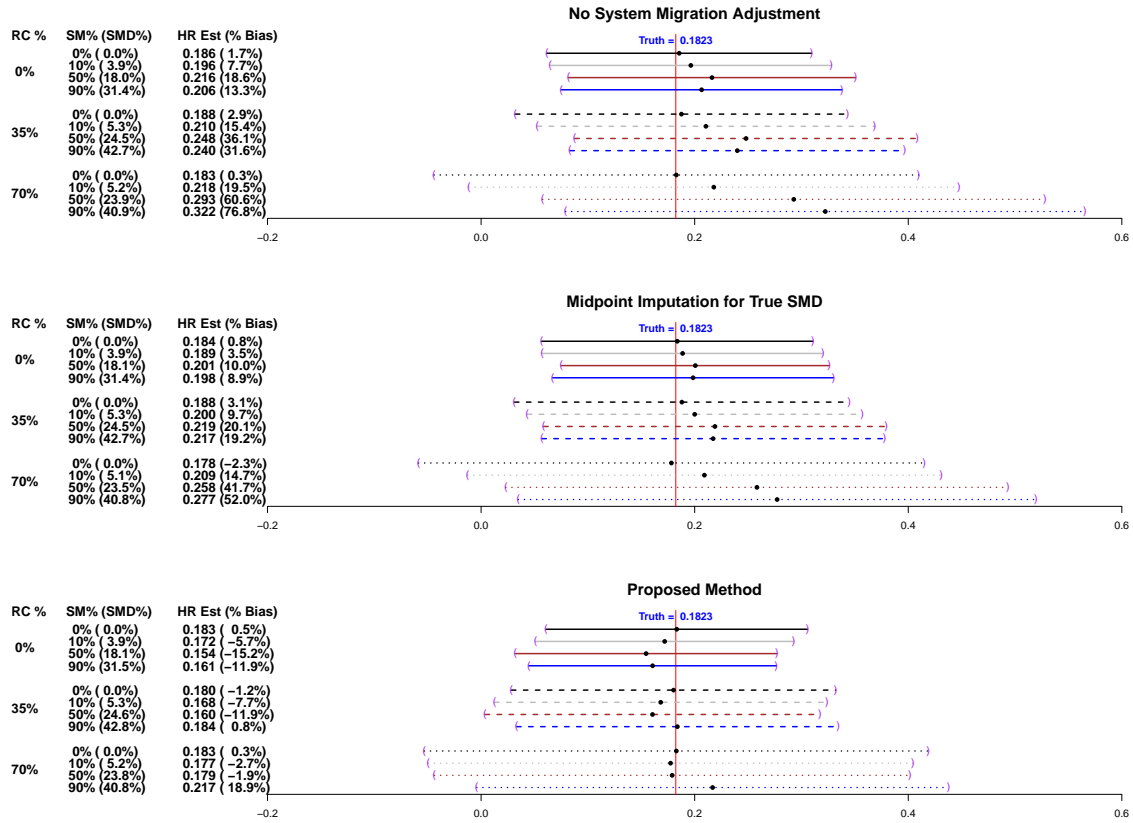 No System Migration Adjustment
RC % SM% (SMD%) HR Est (% Bias) Truth = 0.1823
0% ( 0.0%) 0.186 ( 1.7%)
10% ( 3.9%) 0.196 ( 7.7%)
0%
50% (18.0%) 0.216 ( 18.6%)
90% (31.4%) 0.206 ( 13.3%)
0% ( 0.0%) 0.188 ( 2.9%)
10% ( 5.3%) 0.210 ( 15.4%)
35%
50% (24.5%) 0.248 ( 36.1%)
90% (42.7%) 0.240 ( 31.6%)
0% ( 0.0%) 0.183 ( 0.3%)
10% ( 5.2%) 0.218 ( 19.5%)
70%
50% (23.9%) 0.293 ( 60.6%)
90% (40.9%) 0.322 ( 76.8%)
−0.2 0.0 0.2 0.4 0.6
Midpoint Imputation for True SMD
RC % SM% (SMD%) HR Est (% Bias) Truth = 0.1823
0% ( 0.0%) 0.184 ( 0.8%)
10% ( 3.9%) 0.189 ( 3.5%)
0%
50% (18.1%) 0.201 ( 10.0%)
90% (31.4%) 0.198 ( 8.9%)
0% ( 0.0%) 0.188 ( 3.1%)
10% ( 5.3%) 0.200 ( 9.7%)
35%
50% (24.5%) 0.219 ( 20.1%)
90% (42.7%) 0.217 ( 19.2%)
0% ( 0.0%) 0.178 ( −2.3%)
10% ( 5.1%) 0.209 ( 14.7%)
70%
50% (23.5%) 0.258 ( 41.7%)
90% (40.8%) 0.277 ( 52.0%)
−0.2 0.0 0.2 0.4 0.6
Proposed Method
RC % SM% (SMD%) HR Est (% Bias) Truth = 0.1823
0% ( 0.0%) 0.183 ( 0.5%)
10% ( 3.9%) 0.172 ( −5.7%)
0%
50% (18.1%) 0.154 ( −15.2%)
90% (31.5%) 0.161 ( −11.9%)
0% ( 0.0%) 0.180 ( −1.2%)
10% ( 5.3%) 0.168 ( −7.7%)
35%
50% (24.6%) 0.160 ( −11.9%)
90% (42.8%) 0.184 ( 0.8%)
0% ( 0.0%) 0.183 ( 0.3%)
10% ( 5.2%) 0.177 ( −2.7%)
70%
50% (23.8%) 0.179 ( −1.9%)
90% (40.8%) 0.217 ( 18.9%)
−0.2 0.0 0.2 0.4 0.6